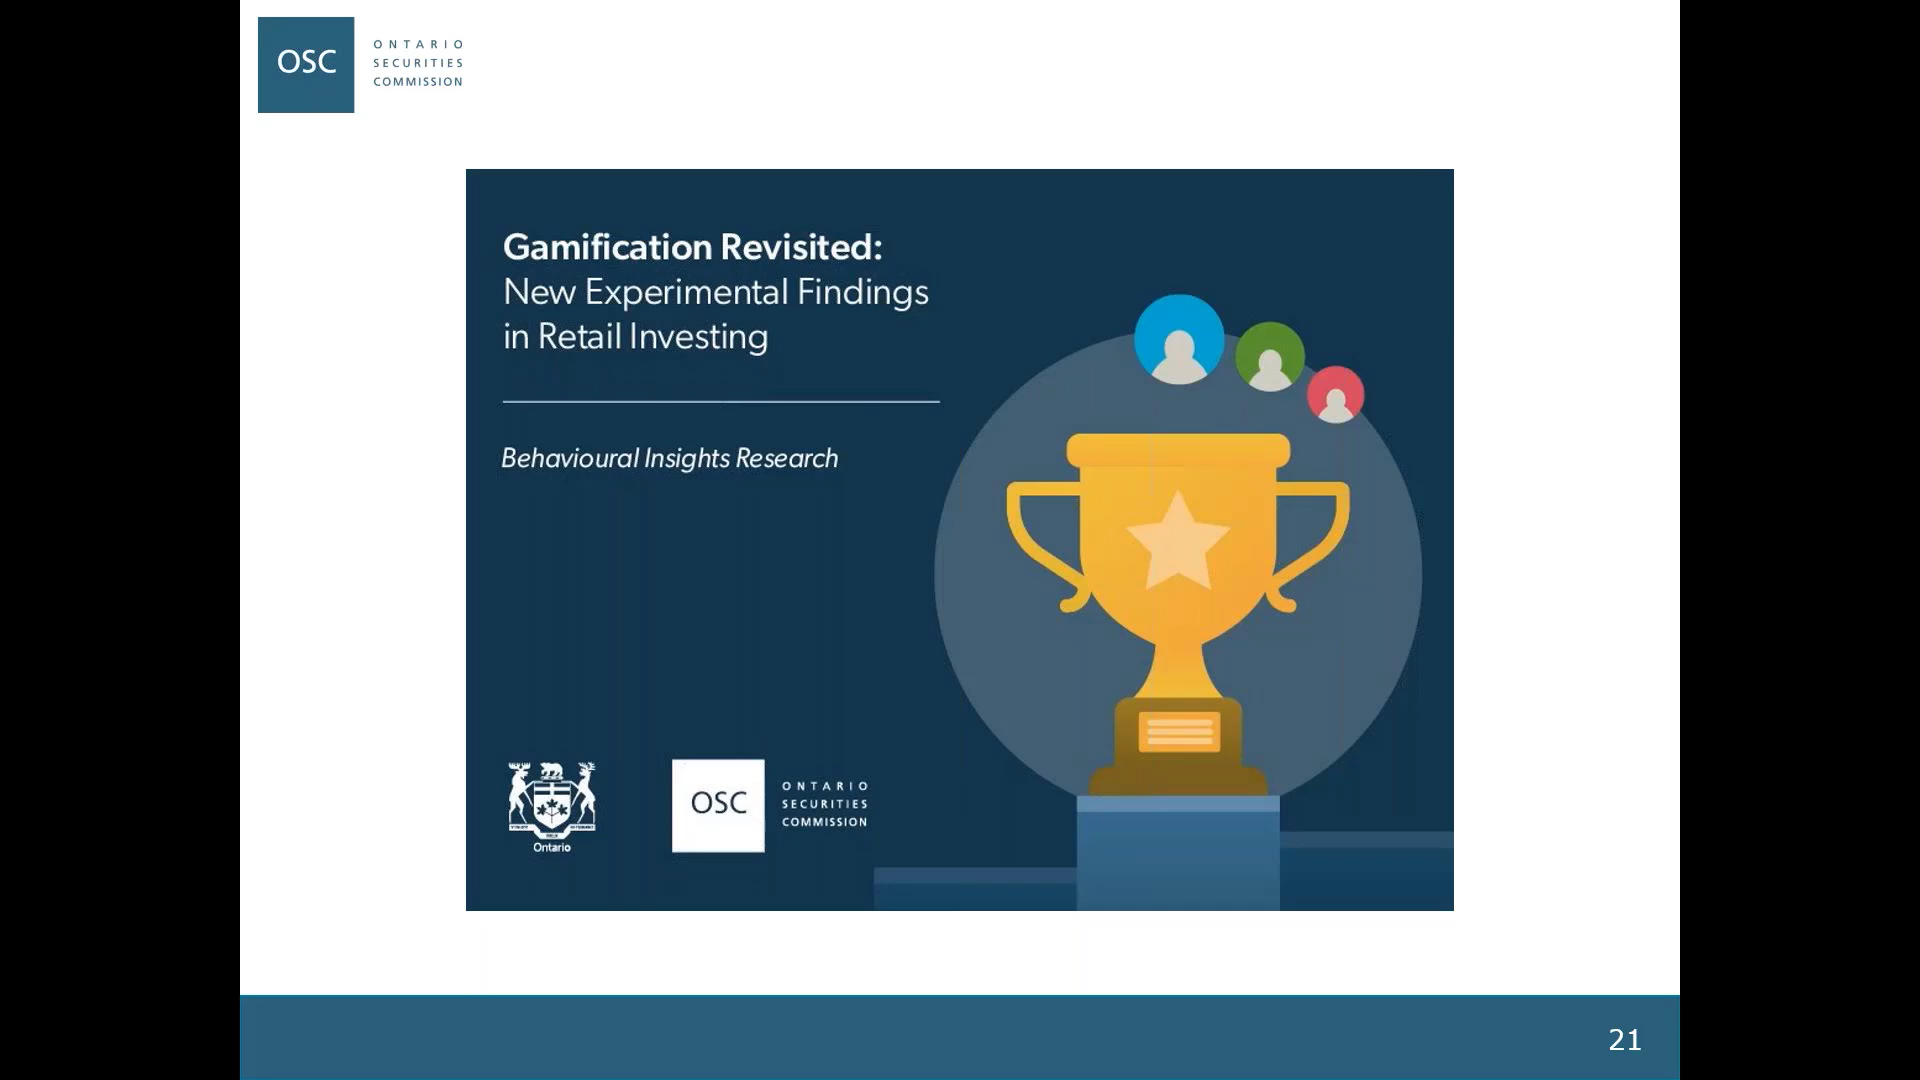 OSC
ONTARIO
SECURITIES
COMMISSION
Gamification Revisited:
New Experimental Findings
in Retail Investing
Behavioural Insights Research
Ontario
OSC
ONTARIO
SECURITIES
COMMISSION
21